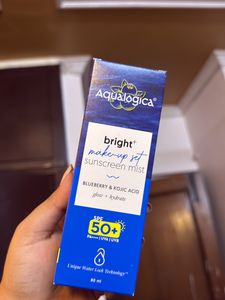 Aqualogica®
bright+
make-up set
sunscreen mist
BLUEBERRY & KOJIC ACID
glow + hydrate
SPF
50+
PA++++ | UVA | UVB
Unique Water Lock Technology™
80 ml